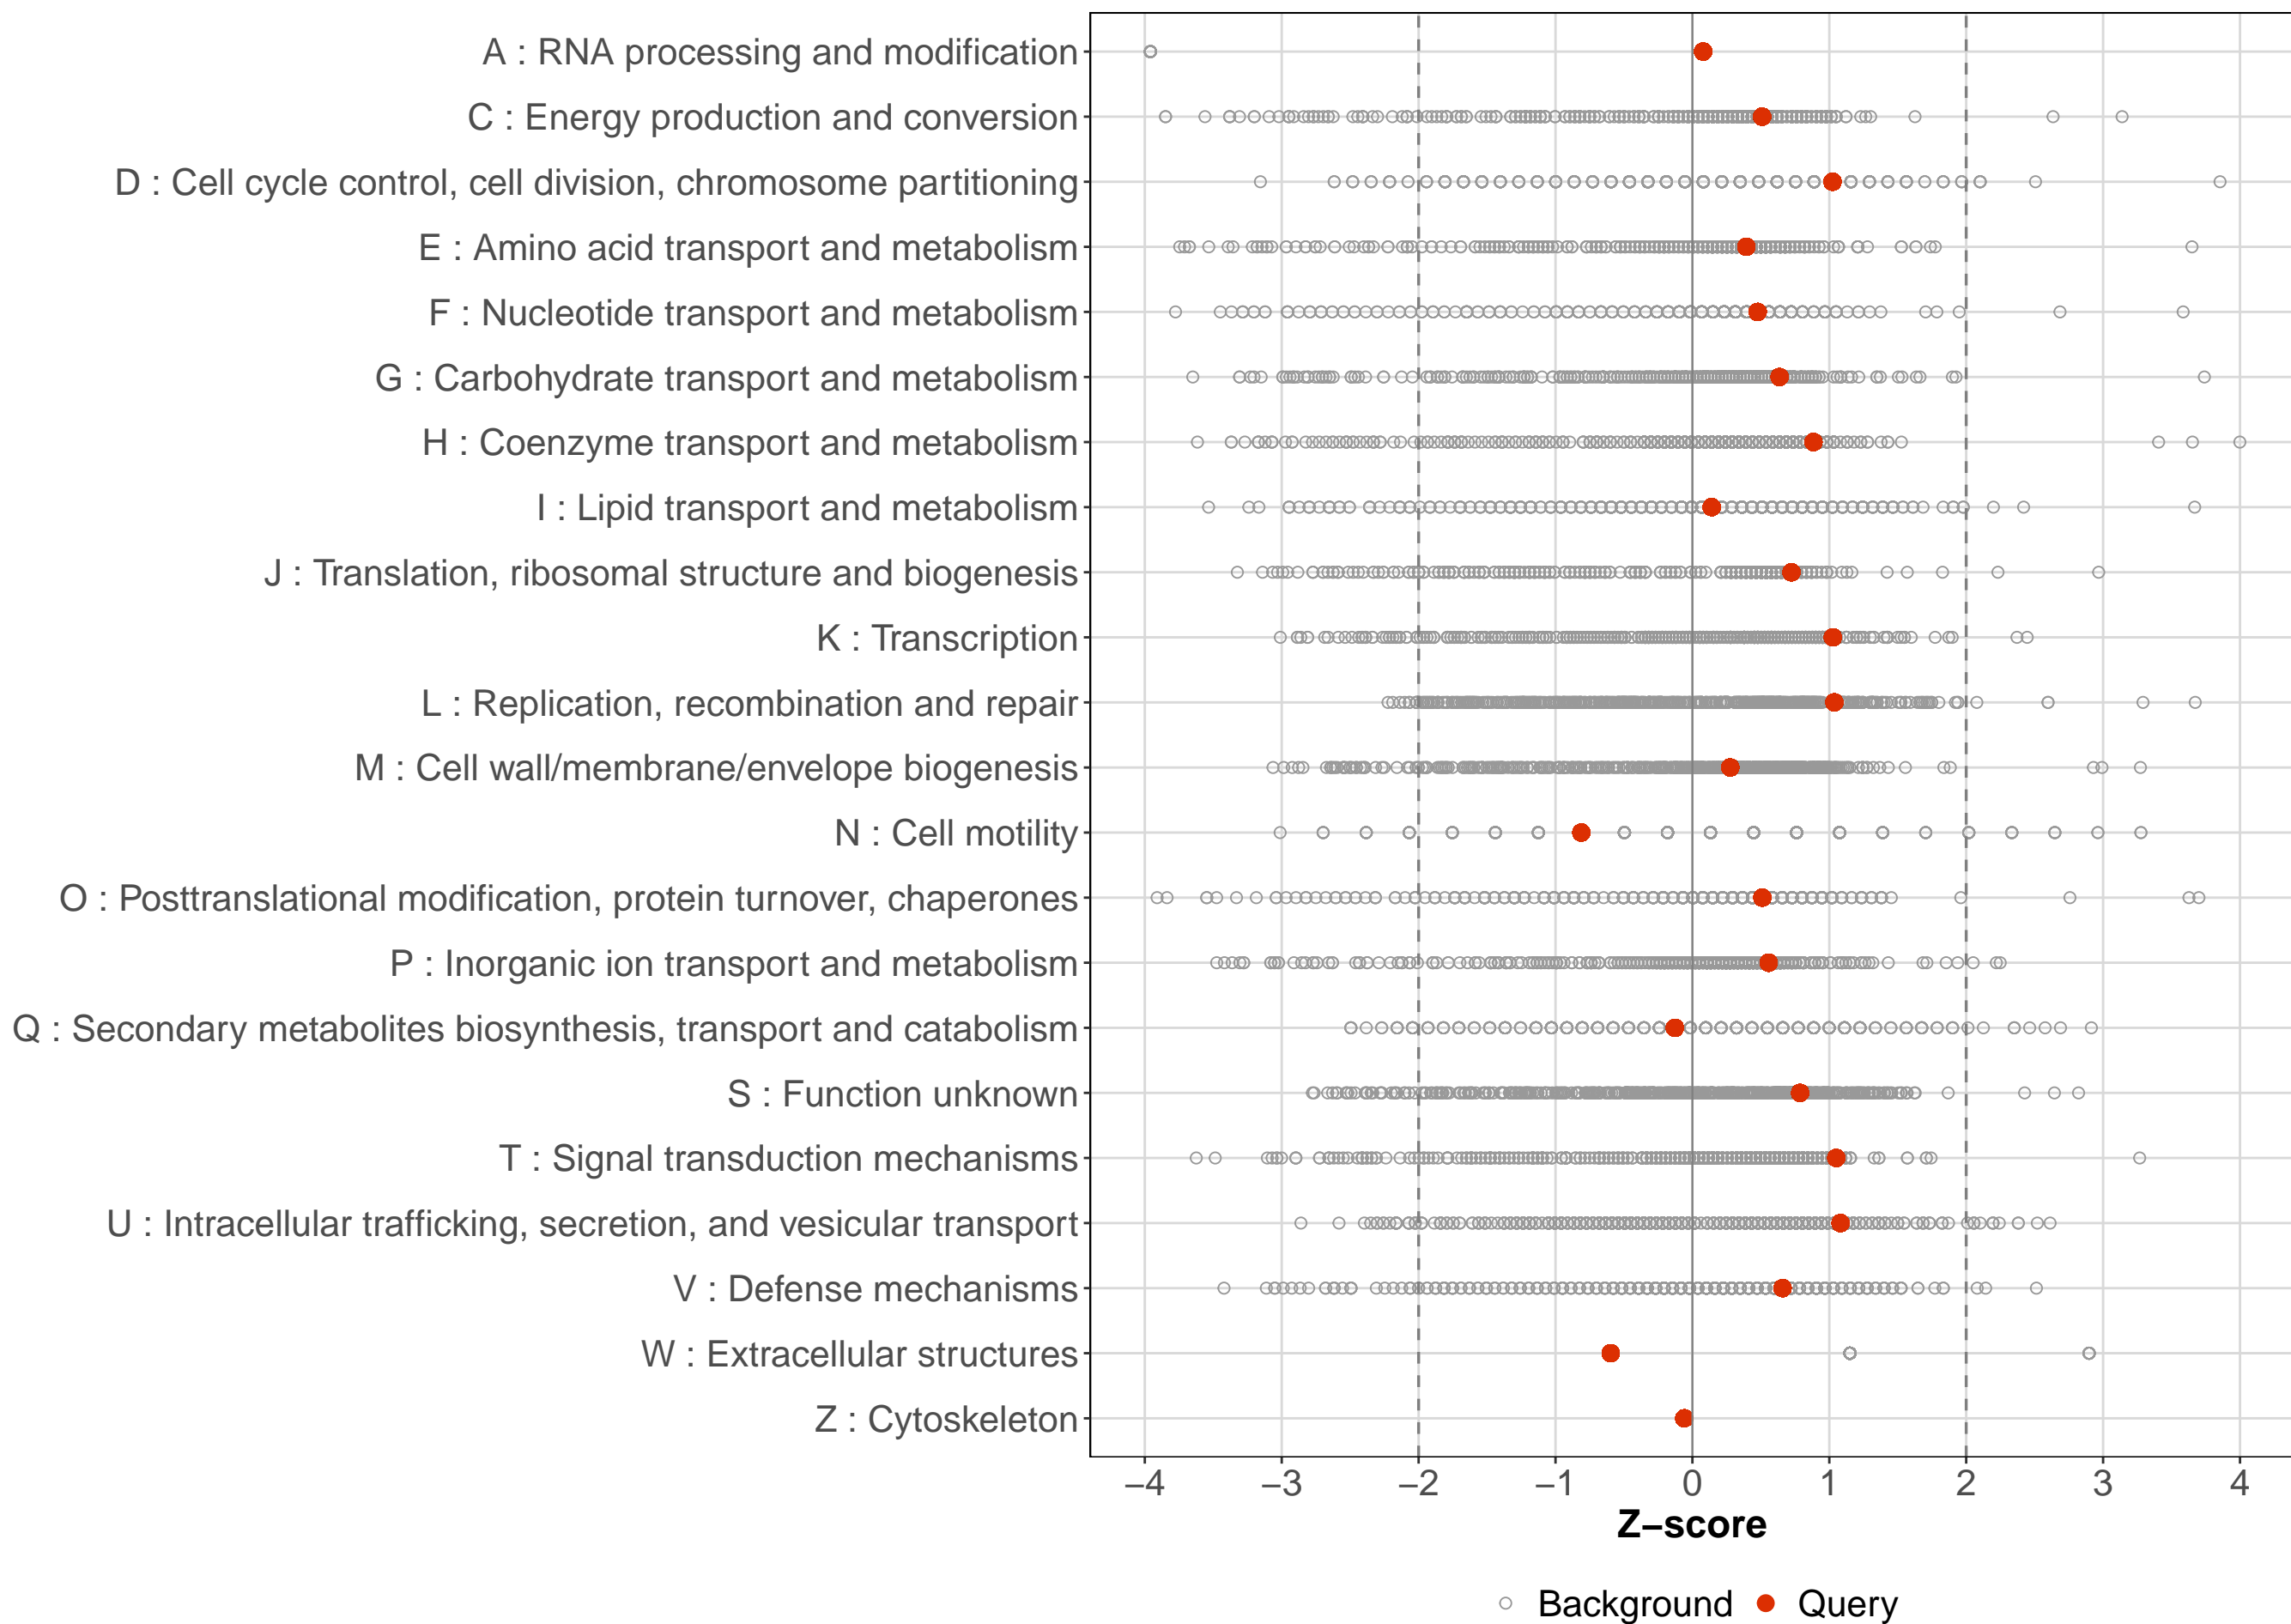 A : RNA processing and modification
C : Energy production and conversion
D : Cell cycle control, cell division, chromosome partitioning
E : Amino acid transport and metabolism
F : Nucleotide transport and metabolism
G : Carbohydrate transport and metabolism
H : Coenzyme transport and metabolism
I : Lipid transport and metabolism
J : Translation, ribosomal structure and biogenesis
K : Transcription
L : Replication, recombination and repair
M : Cell wall/membrane/envelope biogenesis
N : Cell motility
O : Posttranslational modification, protein turnover, chaperones
P : Inorganic ion transport and metabolism
Q : Secondary metabolites biosynthesis, transport and catabolism
S : Function unknown
T : Signal transduction mechanisms
U : Intracellular trafficking, secretion, and vesicular transport
V : Defense mechanisms
W : Extracellular structures
Z : Cytoskeleton
−4 −3 −2 −1 0 1 2 3 4
Z−score
Background Query